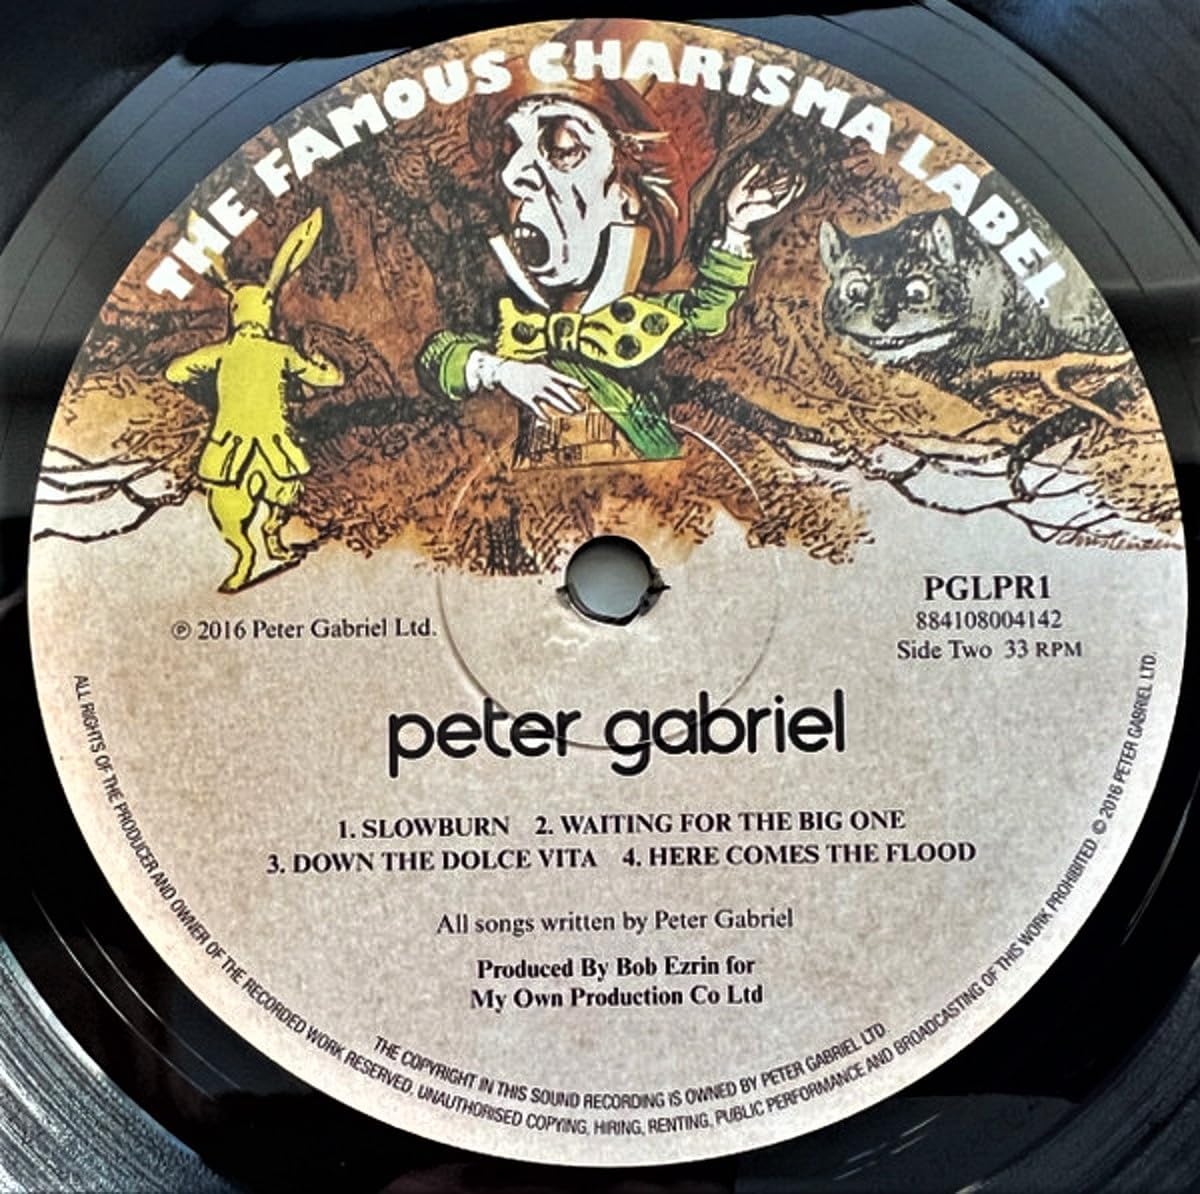 THE FAMOUS CHARISMA LABEL
℗ 2016 Peter Gabriel Ltd.
PGLPR1
884108004142
Side Two 33 RPM
peter gabriel
1. SLOWBURN 2. WAITING FOR THE BIG ONE
3. DOWN THE DOLCE VITA 4. HERE COMES THE FLOOD
All songs written by Peter Gabriel
Produced By Bob Ezrin for
My Own Production Co Ltd
THE COPYRIGHT IN THIS SOUND RECORDING IS OWNED BY PETER GABRIEL LTD.
ALL RIGHTS OF THE PRODUCER AND OWNER OF THE RECORDED WORK RESERVED. UNAUTHORISED COPYING, HIRING, RENTING, PUBLIC PERFORMANCE AND BROADCASTING OF THIS WORK PROHIBITED © 2016 PETER GABRIEL LTD.